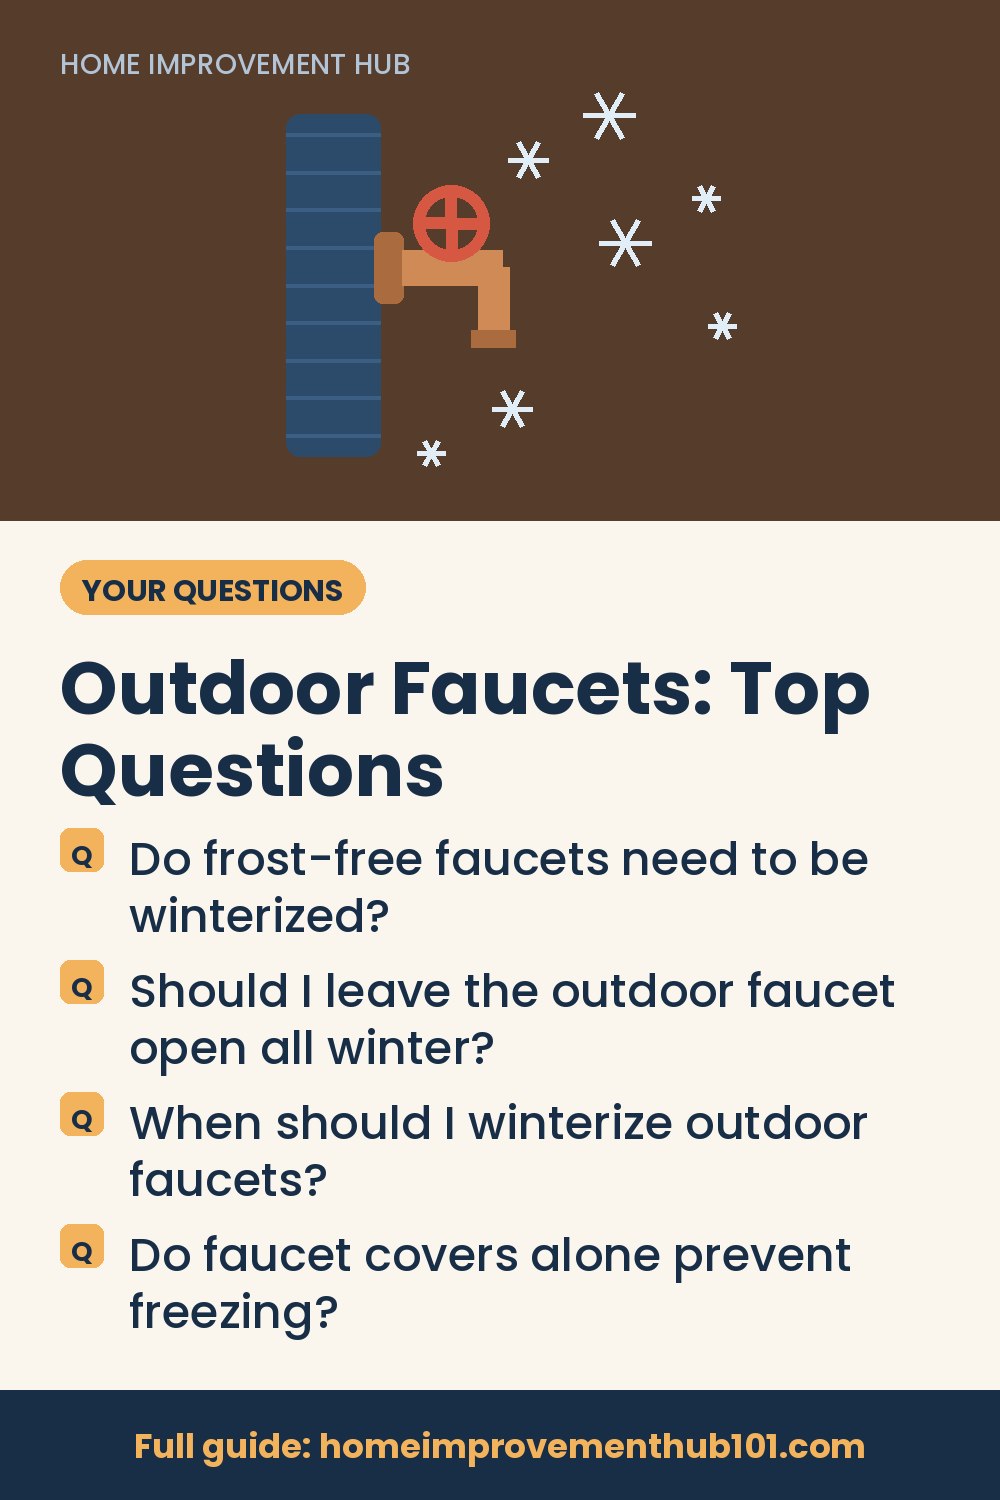 HOME IMPROVEMENT HUB
YOUR QUESTIONS
Outdoor Faucets: Top
Questions
Q Do frost-free faucets need to be
winterized?
Q Should I leave the outdoor faucet
open all winter?
Q When should I winterize outdoor
faucets?
Q Do faucet covers alone prevent
freezing?
Full guide: homeimprovementhub101.com